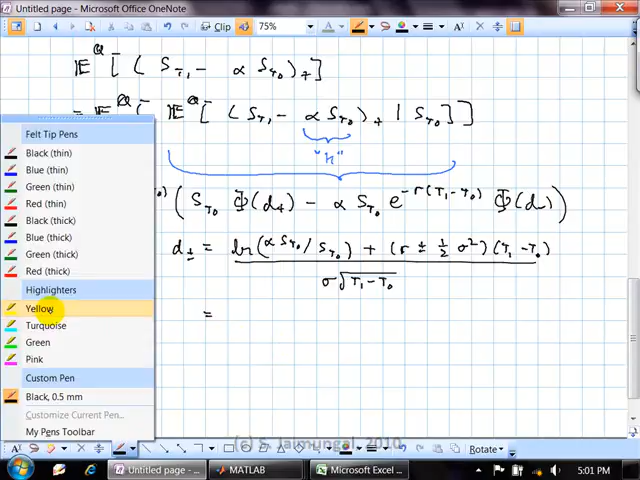 Untitled page - Microsoft Office OneNote
Clip
75%
𝔼^Q [ ( S_T₁ - α S_T₀ )₊ ]
= 𝔼^Q [ 𝔼^Q [ ( S_T₁ - α S_T₀ )₊ | S_T₀ ] ]
"K"
₀) ( S_T₀ Φ(d₊) - α S_T₀ e^{-r(T₁-T₀)} Φ(d₋) )
d± = ln(α S_T₀ / S_T₀) + (r ± ½ σ²)(T₁-T₀)
σ√T₁-T₀
=
Felt Tip Pens
Black (thin)
Blue (thin)
Green (thin)
Red (thin)
Black (thick)
Blue (thick)
Green (thick)
Red (thick)
Highlighters
Yellow
Turquoise
Green
Pink
Custom Pen
Black, 0.5 mm
Customize Current Pen...
My Pens Toolbar
(c) S. Jaimungal, 2010
Rotate
Untitled page - Micr...
MATLAB
Microsoft Excel ...
5:01 PM